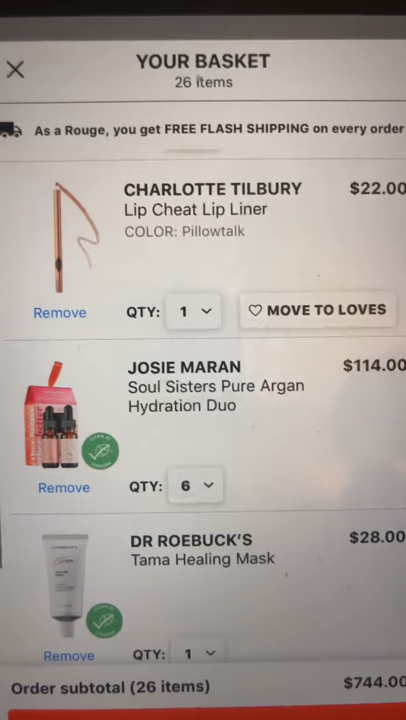 YOUR BASKET
26 items
As a Rouge, you get FREE FLASH SHIPPING on every order
CHARLOTTE TILBURY $22.00
Lip Cheat Lip Liner
COLOR: Pillowtalk
Remove QTY: 1 MOVE TO LOVES
JOSIE MARAN $114.00
Soul Sisters Pure Argan
Hydration Duo
Remove QTY: 6
DR ROEBUCK'S $28.00
Tama Healing Mask
Remove QTY: 1
Order subtotal (26 items) $744.00